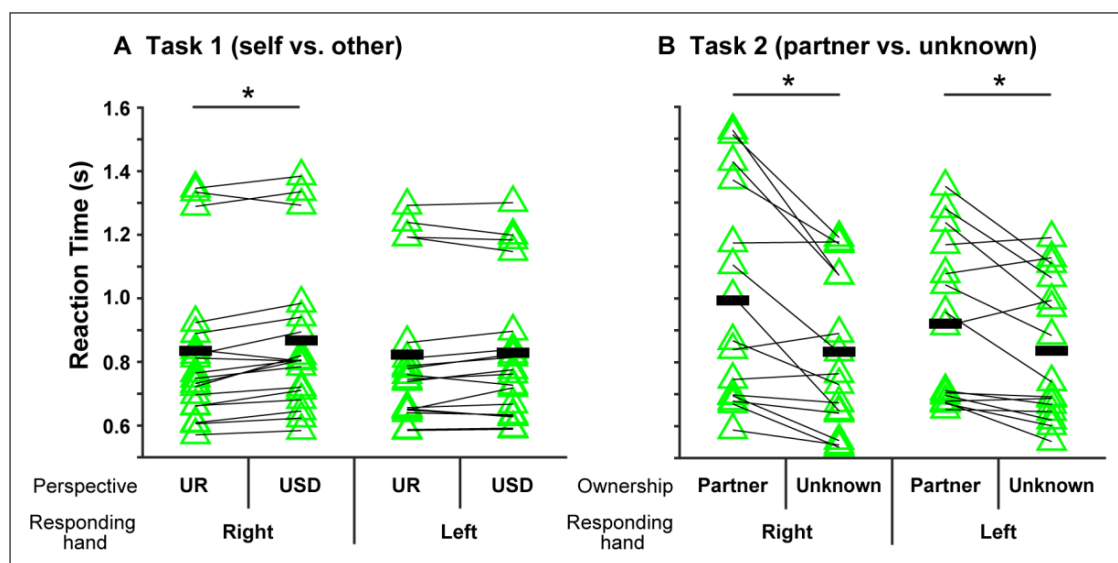 A Task 1 (self vs. other)
B Task 2 (partner vs. unknown)
*
*
*
Reaction Time (s)
1.6
1.4
1.2
1.0
0.8
0.6
Perspective UR USD UR USD
Responding hand Right Left
Ownership Partner Unknown Partner Unknown
Responding hand Right Left